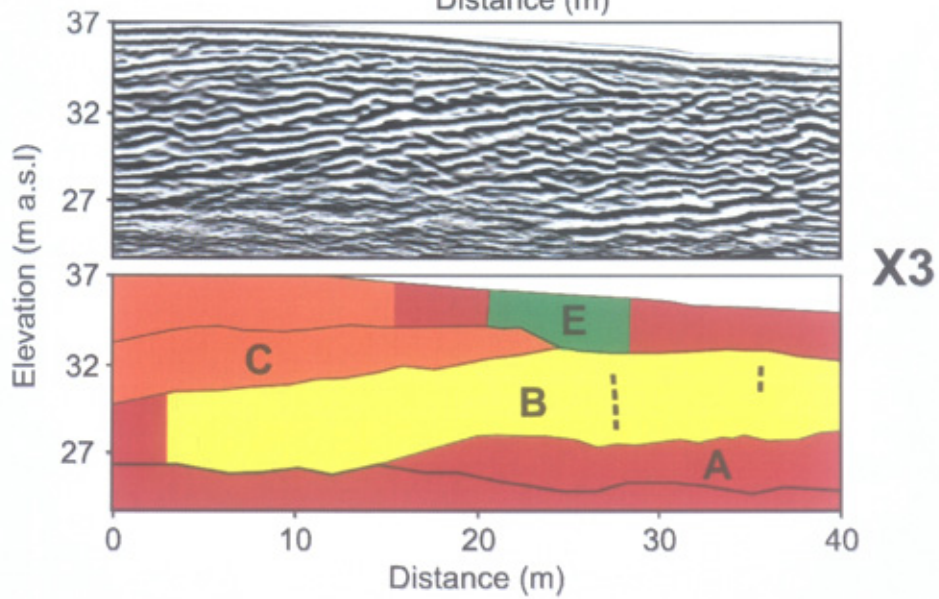 Distance (m)
37
32
27
Elevation (m a.s.l)
X3
37
32
27
C
E
B
A
0 10 20 30 40
Distance (m)